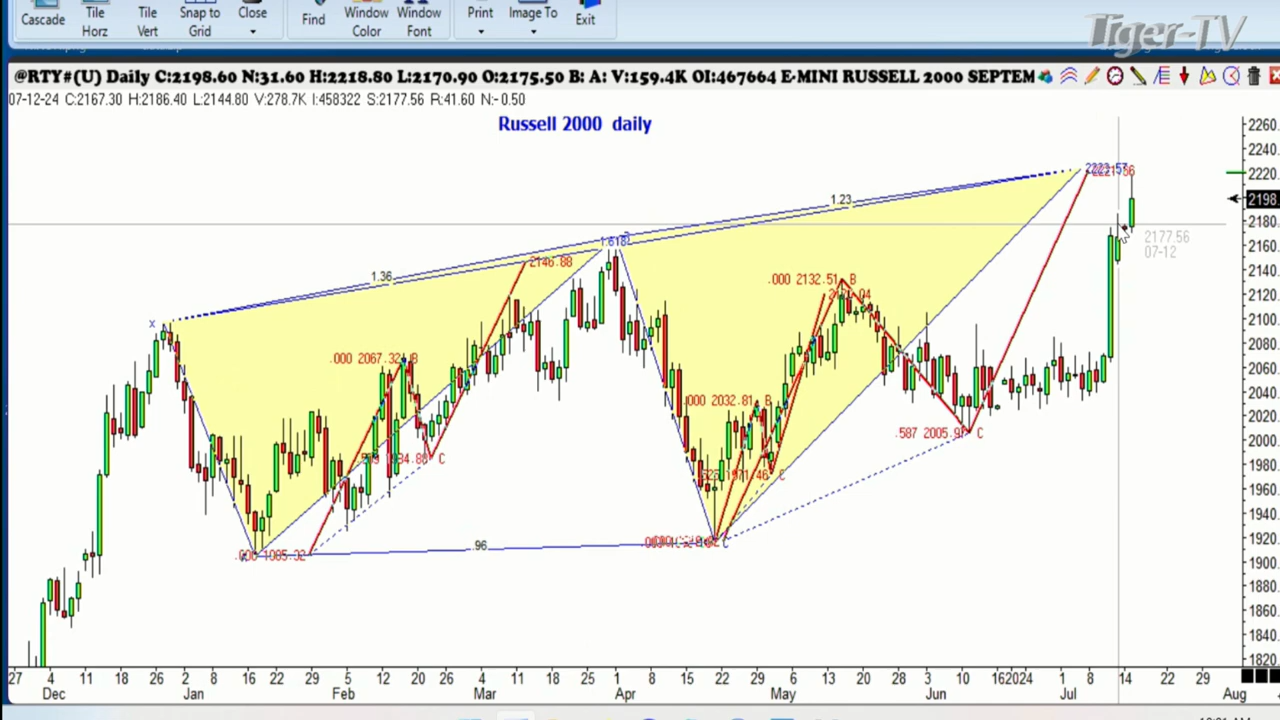 Cascade Tile Horz Tile Vert Snap to Grid Close Find Window Color Window Font Print Image To Exit
Tiger-TV
@RTY#(U) Daily C:2198.60 N:31.60 H:2218.80 L:2170.90 O:2175.50 B: A: V:159.4K OI:467664 E-MINI RUSSELL 2000 SEPTEM
07-12-24 C:2167.30 H:2186.40 L:2144.80 V:278.7K I:458322 S:2177.56 R:41.60 N:-0.50
Russell 2000 daily
2260.
2240.
2220.
2198.
2180.
2160.
2140.
2120.
2100.
2080.
2060.
2040.
2020.
2000.
1980.
1960.
1940.
1920.
1900.
1880.
1860.
1840.
1820
1.23
1.618
2177.56
07-12
1.36
2146.88
.000 2132.51 B
x
.000 2067.32 B
.000 2032.81 B
.587 2005.9 C
C
C
.96
27 4 11 18 26 2 8 16 22 29 5 12 20 26 4 11 18 25 1 8 15 22 29 6 13 20 28 3 10 16 2024 1 8 14 22 29
Dec Jan Feb Mar Apr May Jun Jul Aug